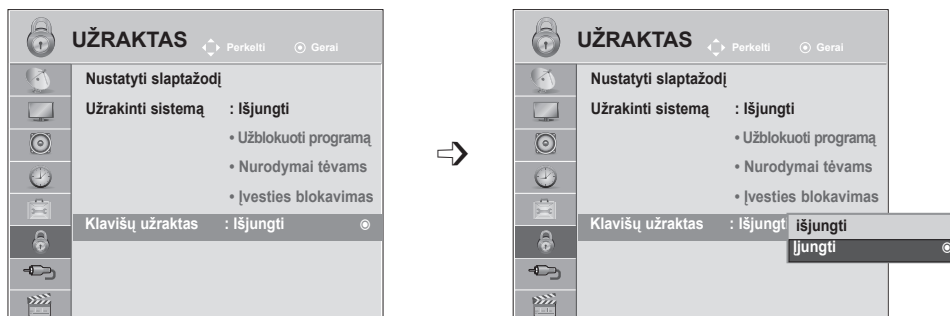 UŽRAKTAS Perkelti Gerai
Nustatyti slaptažodį
Užrakinti sistemą : Išjungti
• Užblokuoti programą
• Nurodymai tėvams
• Įvesties blokavimas
Klavišų užraktas : Išjungti
UŽRAKTAS Perkelti Gerai
Nustatyti slaptažodį
Užrakinti sistemą : Išjungti
• Užblokuoti programą
• Nurodymai tėvams
• Įvesties blokavimas
Klavišų užraktas : Išjungt
išjungti
Įjungti